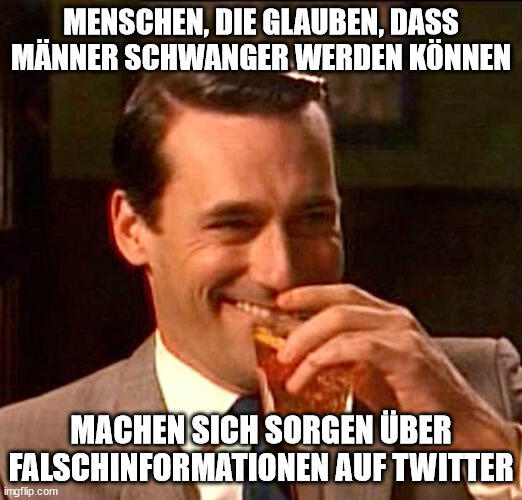 MENSCHEN, DIE GLAUBEN, DASS
MÄNNER SCHWANGER WERDEN KÖNNEN
MACHEN SICH SORGEN ÜBER
FALSCHINFORMATIONEN AUF TWITTER
imgflip.com